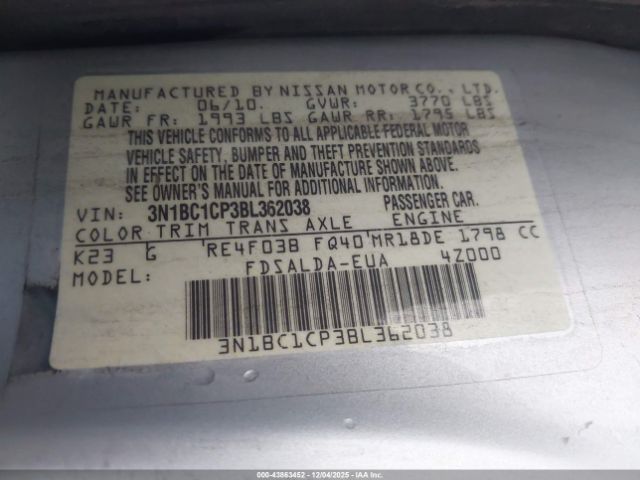 MANUFACTURED BY NISSAN MOTOR CO., LTD.
DATE: 06/10. GVWR: 3770 LBS
GAWR FR: 1993 LBS GAWR RR: 1795 LBS
THIS VEHICLE CONFORMS TO ALL APPLICABLE FEDERAL MOTOR
VEHICLE SAFETY, BUMPER AND THEFT PREVENTION STANDARDS
IN EFFECT ON THE DATE OF MANUFACTURE SHOWN ABOVE.
SEE OWNER'S MANUAL FOR ADDITIONAL INFORMATION.
VIN: 3N1BC1CP3BL362038 PASSENGER CAR.
COLOR TRIM TRANS AXLE ENGINE
K23 G RE4F03B FQ40 MR18DE 1798 CC
MODEL: FDSALDA-EUA 4Z000
3N1BC1CP3BL362038
000-43863452 - 12/04/2025 - IAAI.com